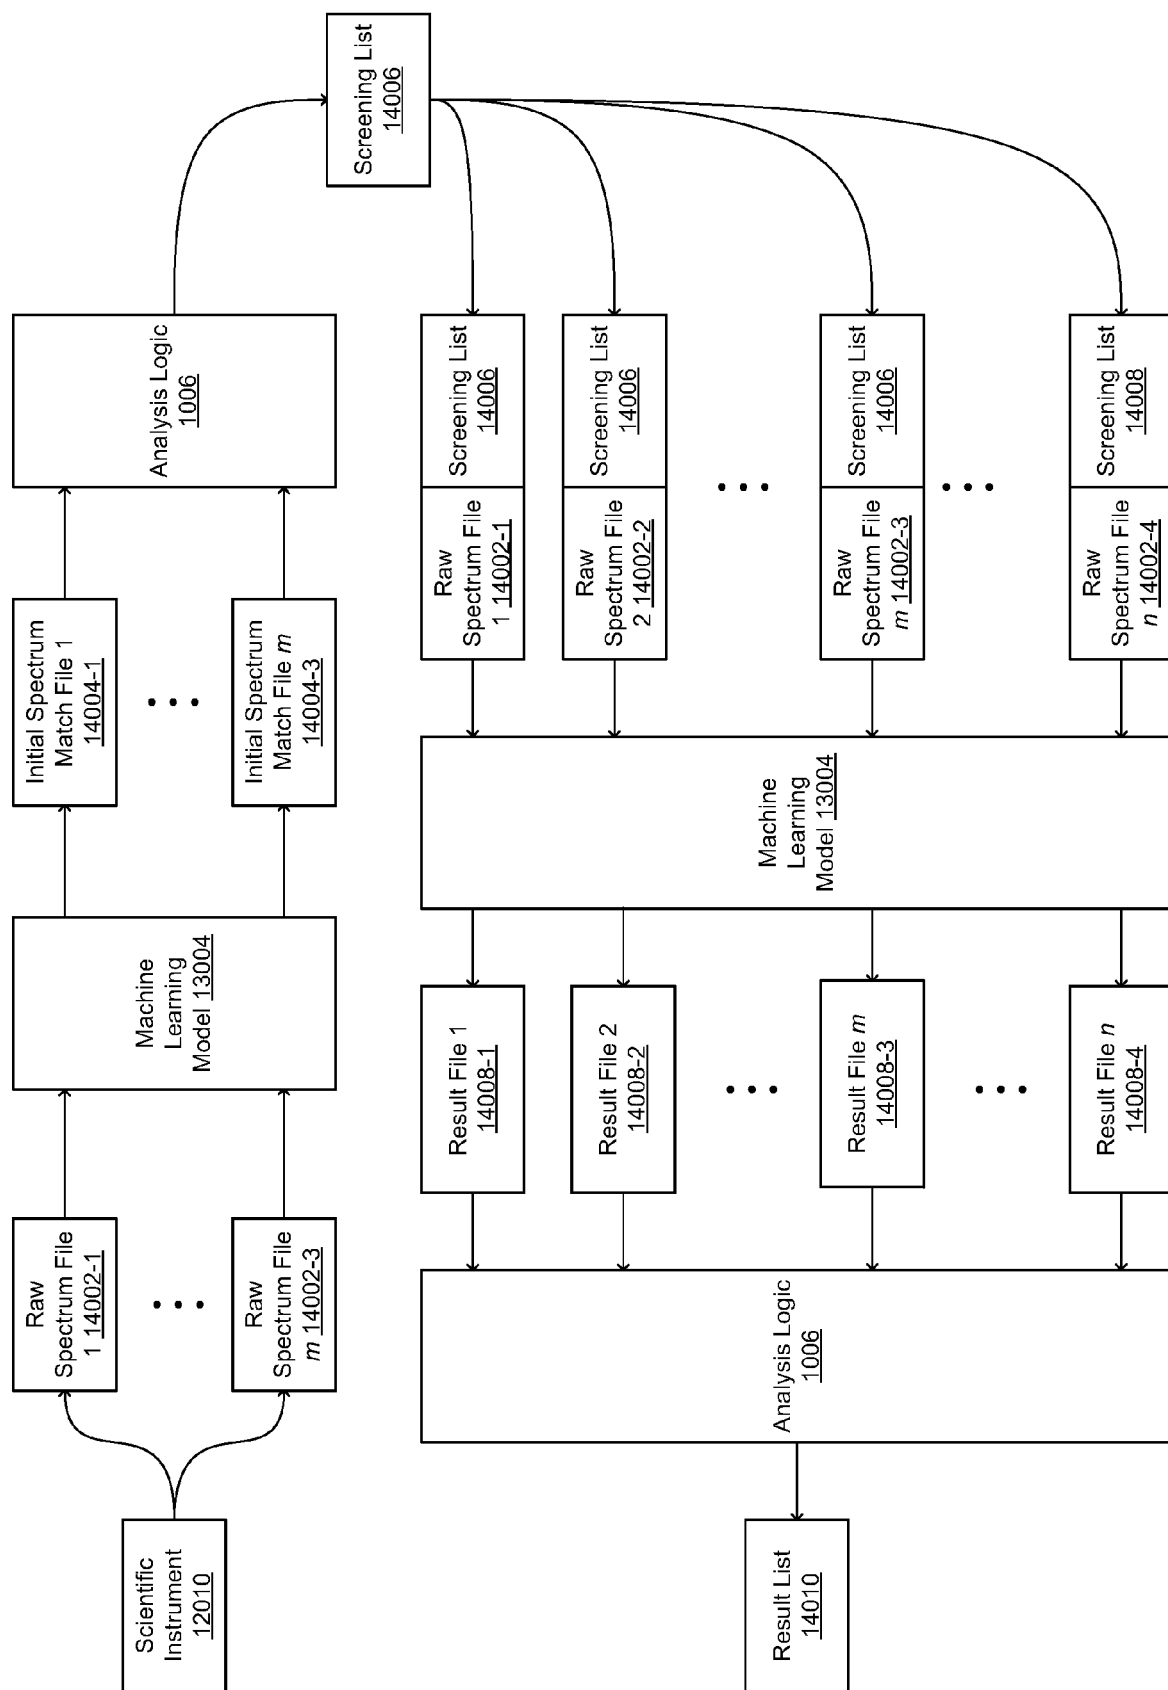 Scientific
Instrument
12010
Raw
Spectrum File
1 14002-1
Raw
Spectrum File
m 14002-3
Machine
Learning
Model 13004
Initial Spectrum
Match File 1
14004-1
Initial Spectrum
Match File m
14004-3
Analysis Logic
1006
Screening List
14006
Screening List
14006
Raw
Spectrum File
1 14002-1
Screening List
14006
Raw
Spectrum File
2 14002-2
Screening List
14006
Raw
Spectrum File
m 14002-3
Screening List
14008
Raw
Spectrum File
n 14002-4
Machine
Learning
Model 13004
Result File 1
14008-1
Result File 2
14008-2
Result File m
14008-3
Result File n
14008-4
Analysis Logic
1006
Result List
14010